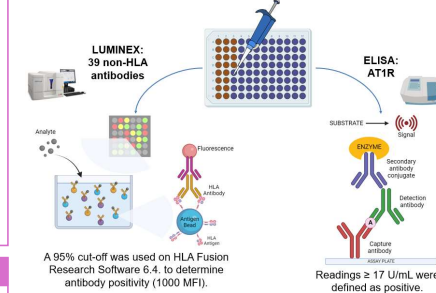 LUMINEX:
39 non-HLA
antibodies
Analyte
Fluorescence
HLA
Antibody
Antigen
Bead
HLA
Antigen
A 95% cut-off was used on HLA Fusion
Research Software 6.4. to determine
antibody positivity (1000 MFI).
ELISA:
AT1R
SUBSTRATE
Signal
ENZYME
Secondary
antibody
conjugate
Detection
antibody
A
Capture
antibody
ASSAY PLATE
Readings ≥ 17 U/mL were
defined as positive.